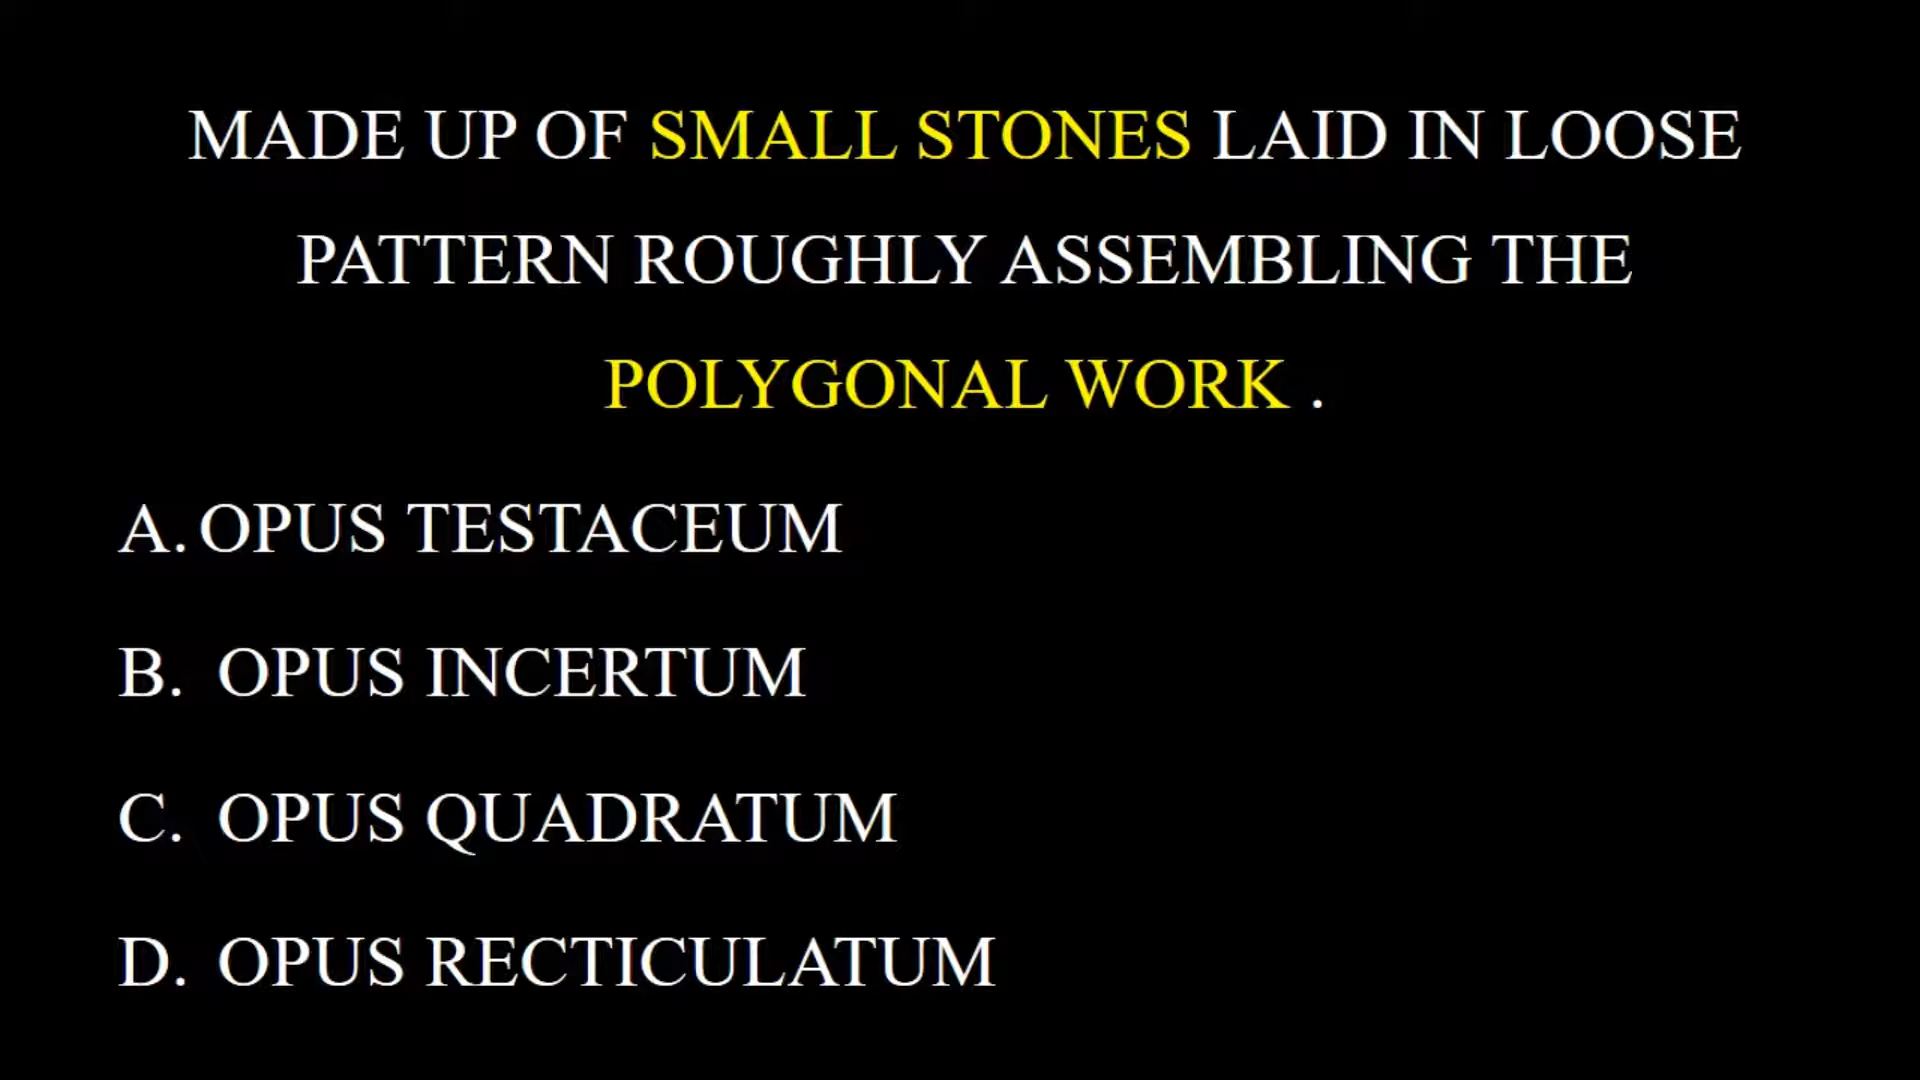 MADE UP OF SMALL STONES LAID IN LOOSE
PATTERN ROUGHLY ASSEMBLING THE
POLYGONAL WORK .
A. OPUS TESTACEUM
B. OPUS INCERTUM
C. OPUS QUADRATUM
D. OPUS RECTICULATUM